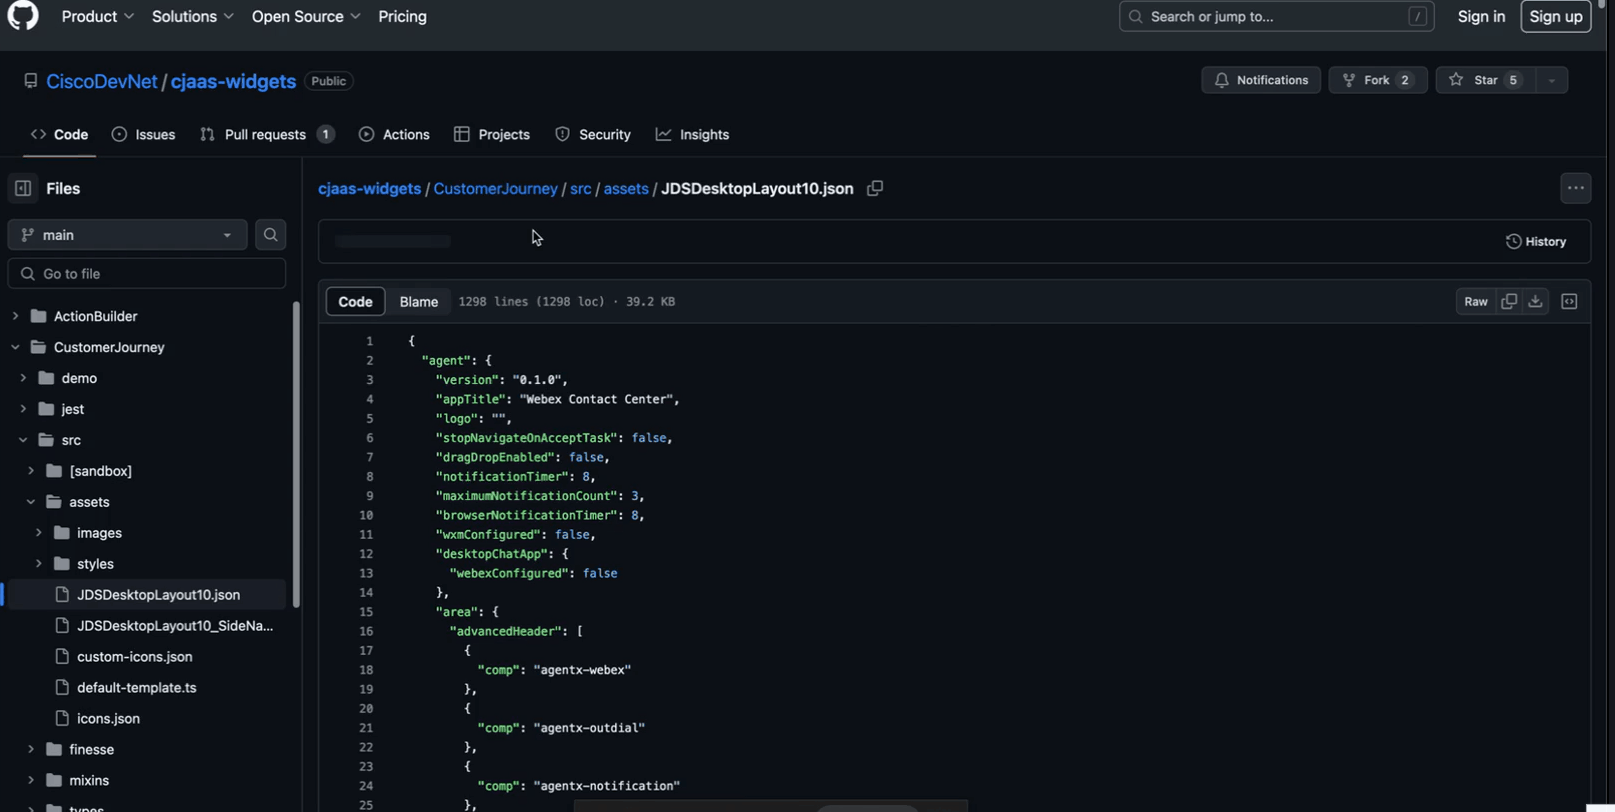 Product Solutions Open Source Pricing Search or jump to... / Sign in Sign up
CiscoDevNet / cjaas-widgets Public Notifications Fork 2 Star 5
Code Issues Pull requests 1 Actions Projects Security Insights
Files
main
Go to file
ActionBuilder
CustomerJourney
demo
jest
src
[sandbox]
assets
images
styles
JDSDesktopLayout10.json
JDSDesktopLayout10_SideNa...
custom-icons.json
default-template.ts
icons.json
finesse
mixins
types
cjaas-widgets / CustomerJourney / src / assets / JDSDesktopLayout10.json
History
Code Blame 1298 lines (1298 loc) · 39.2 KB Raw
1 {
2 "agent": {
3 "version": "0.1.0",
4 "appTitle": "Webex Contact Center",
5 "logo": "",
6 "stopNavigateOnAcceptTask": false,
7 "dragDropEnabled": false,
8 "notificationTimer": 8,
9 "maximumNotificationCount": 3,
10 "browserNotificationTimer": 8,
11 "wxmConfigured": false,
12 "desktopChatApp": {
13 "webexConfigured": false
14 },
15 "area": {
16 "advancedHeader": [
17 {
18 "comp": "agentx-webex"
19 },
20 {
21 "comp": "agentx-outdial"
22 },
23 {
24 "comp": "agentx-notification"
25 },